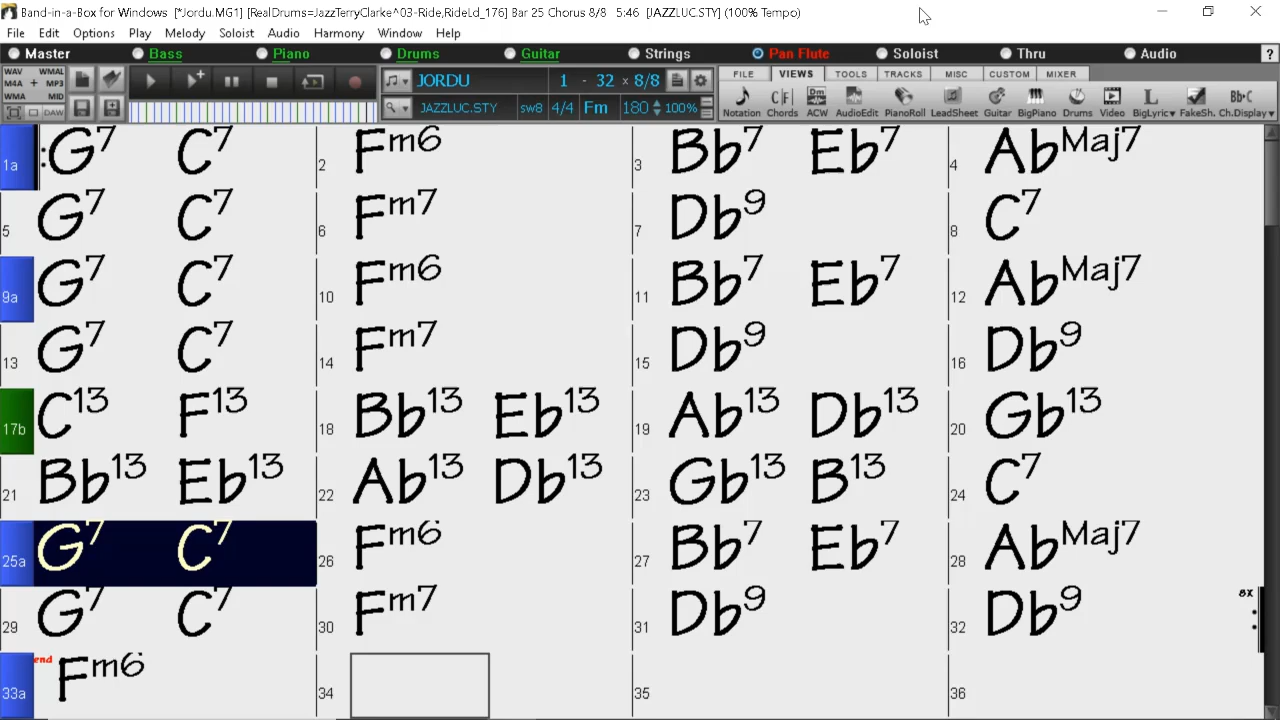 Band-in-a-Box for Windows [*Jordu.MG1] [RealDrums=JazzTerryClarke^03-Ride,RideLd_176] Bar 25 Chorus 8/8 5:46 [JAZZLUC.STY] (100% Tempo)
File Edit Options Play Melody Soloist Audio Harmony Window Help
Master Bass Piano Drums Guitar Strings Pan Flute Soloist Thru Audio ?
WAV WMAL
M4A + MP3
WMA MID
DAW
JORDU 1 - 32 x 8/8
JAZZLUC.STY sw8 4/4 Fm 180 100%
FILE VIEWS TOOLS TRACKS MISC CUSTOM MIXER
Notation Chords ACW AudioEdit PianoRoll LeadSheet Guitar BigPiano Drums Video BigLyric FakeSh. Ch.Display
1a :G7 C7 2 Fm6 3 Bb7 Eb7 4 AbMaj7
5 G7 C7 6 Fm7 7 Db9 8 C7
9a G7 C7 10 Fm6 11 Bb7 Eb7 12 AbMaj7
13 G7 C7 14 Fm7 15 Db9 16 Db9
17b C13 F13 18 Bb13 Eb13 19 Ab13 Db13 20 Gb13
21 Bb13 Eb13 22 Ab13 Db13 23 Gb13 B13 24 C7
25a G7 C7 26 Fm6 27 Bb7 Eb7 28 AbMaj7
29 G7 C7 30 Fm7 31 Db9 32 Db9 8X :
33a end Fm6 34 35 36